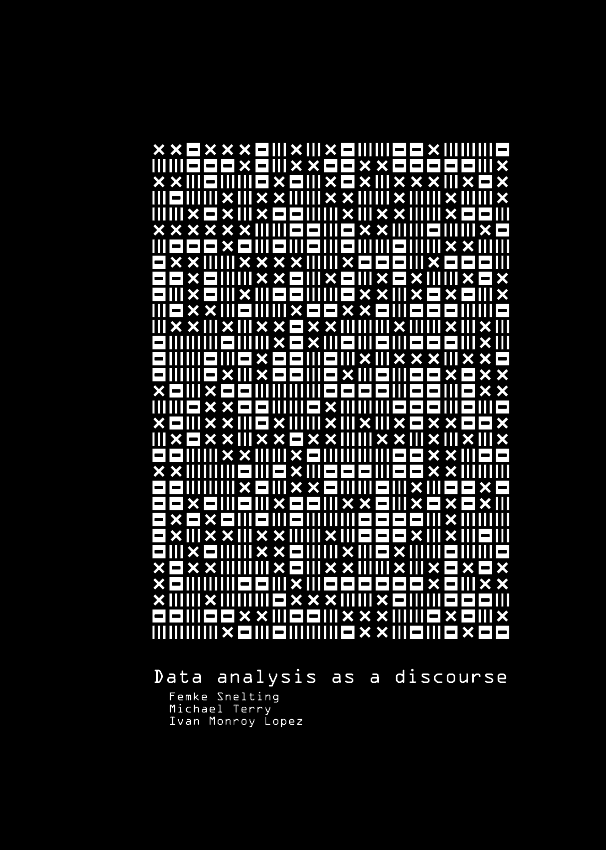 Data analysis as a discourse
Femke Snelting
Michael Terry
Ivan Monroy Lopez